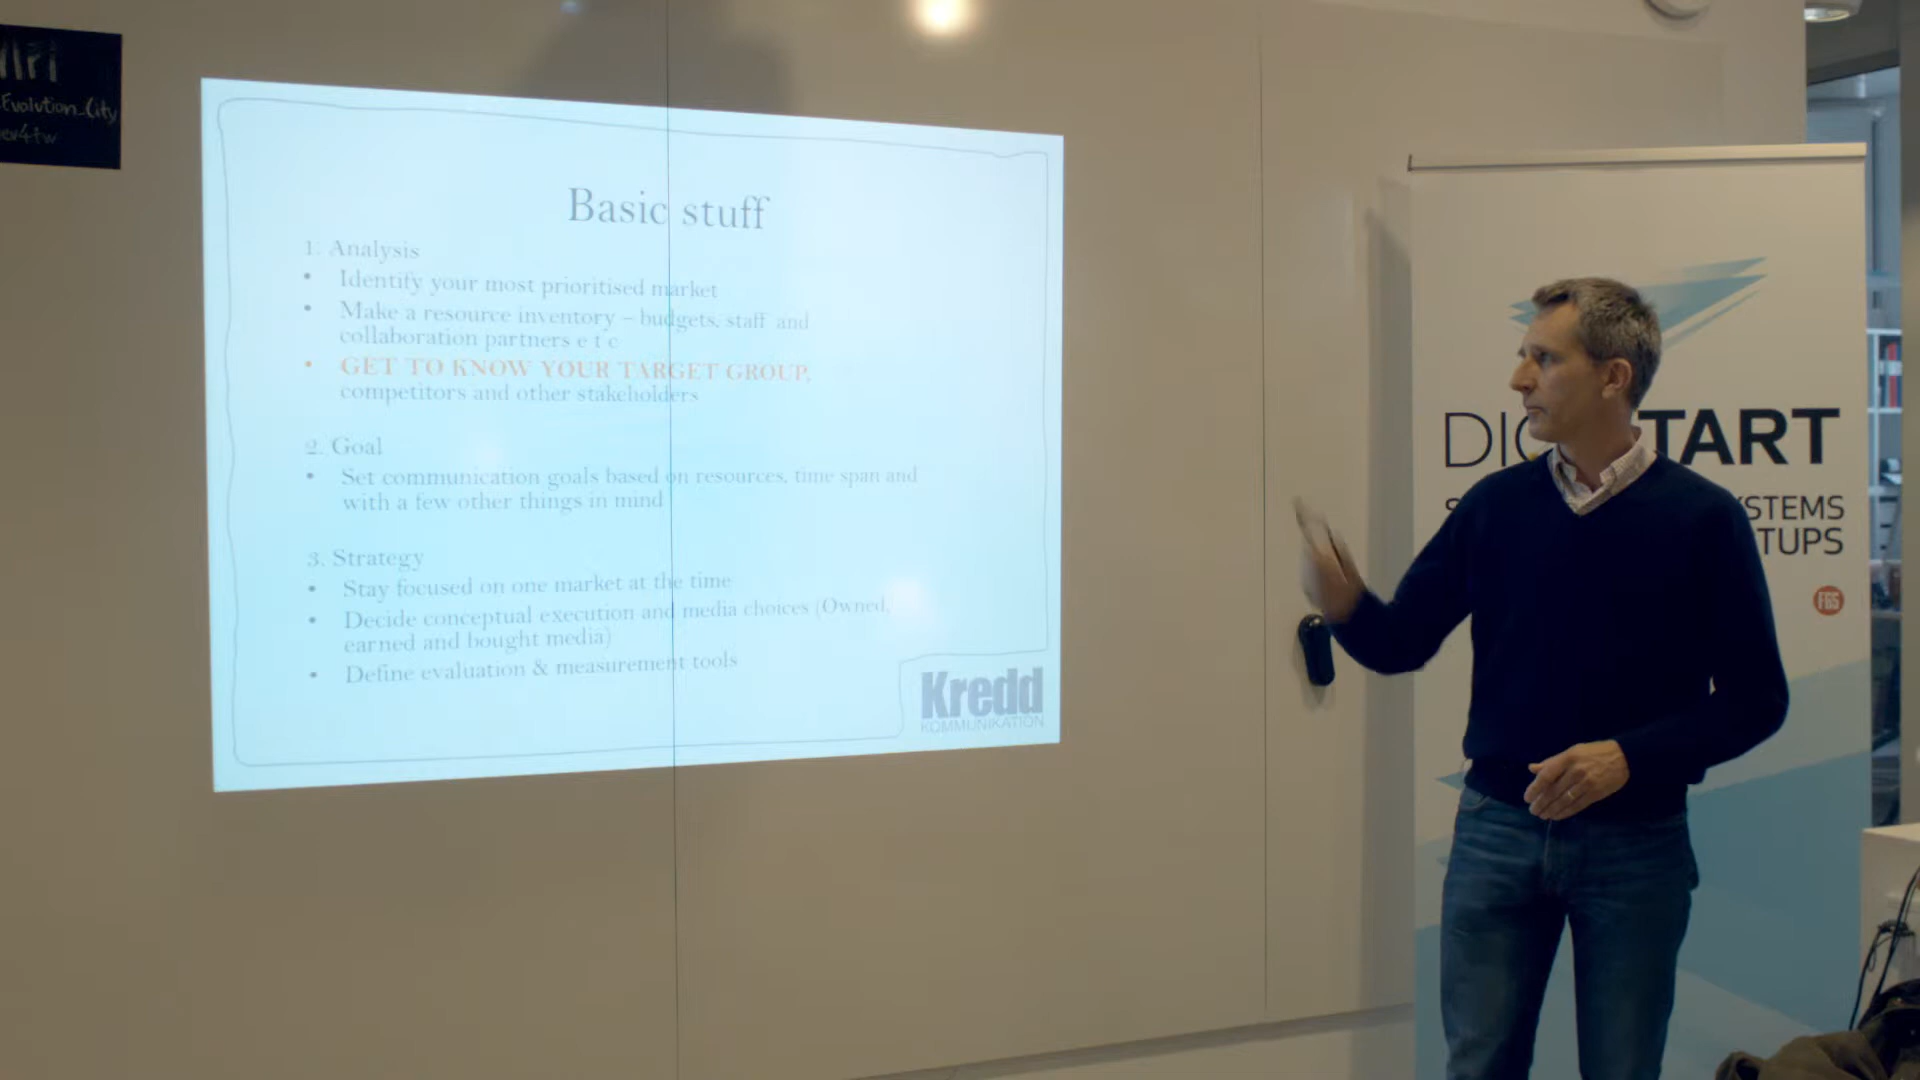 Evolution_City
Basic stuff
1. Analysis
• Identify your most prioritised market
• Make a resource inventory – budgets, staff and
collaboration partners e t c
• GET TO KNOW YOUR TARGET GROUP,
competitors and other stakeholders
2. Goal
• Set communication goals based on resources, time span and
with a few other things in mind
3. Strategy
• Stay focused on one market at the time
• Decide conceptual execution and media choices (Owned,
earned and bought media)
• Define evaluation & measurement tools
Kredd
KOMMUNIKATION
DIG TART
YSTEMS
TUPS
F6S